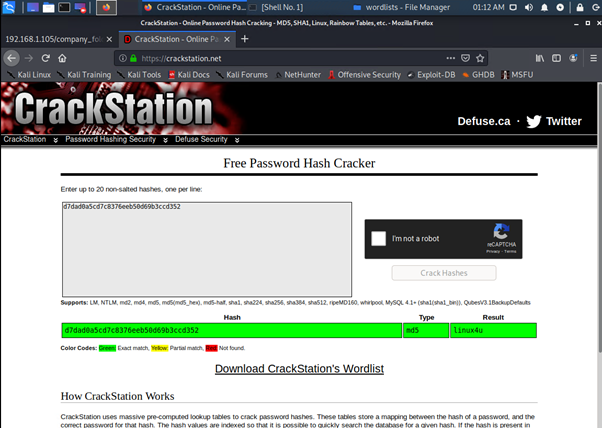 CrackStation - Online Pa...
[Shell No. 1]
wordlists - File Manager
01:12 AM
CrackStation - Online Password Hash Cracking - MD5, SHA1, Linux, Rainbow Tables, etc. - Mozilla Firefox
192.168.1.105/company_fol
CrackStation - Online Pas
https://crackstation.net
Kali Linux Kali Training Kali Tools Kali Docs Kali Forums NetHunter Offensive Security Exploit-DB GHDB MSFU
CrackStation
Defuse.ca · Twitter
CrackStation Password Hashing Security Defuse Security
Free Password Hash Cracker
Enter up to 20 non-salted hashes, one per line:
d7dad0a5cd7c8376eeb50d69b3ccd352
I'm not a robot
reCAPTCHA
Privacy - Terms
Crack Hashes
Supports: LM, NTLM, md2, md4, md5, md5(md5_hex), md5-half, sha1, sha224, sha256, sha384, sha512, ripeMD160, whirlpool, MySQL 4.1+ (sha1(sha1_bin)), QubesV3.1BackupDefaults
Hash Type Result
d7dad0a5cd7c8376eeb50d69b3ccd352 md5 linux4u
Color Codes: Green: Exact match, Yellow: Partial match, Red: Not found.
Download CrackStation's Wordlist
How CrackStation Works
CrackStation uses massive pre-computed lookup tables to crack password hashes. These tables store a mapping between the hash of a password, and the
correct password for that hash. The hash values are indexed so that it is possible to quickly search the database for a given hash. If the hash is present in